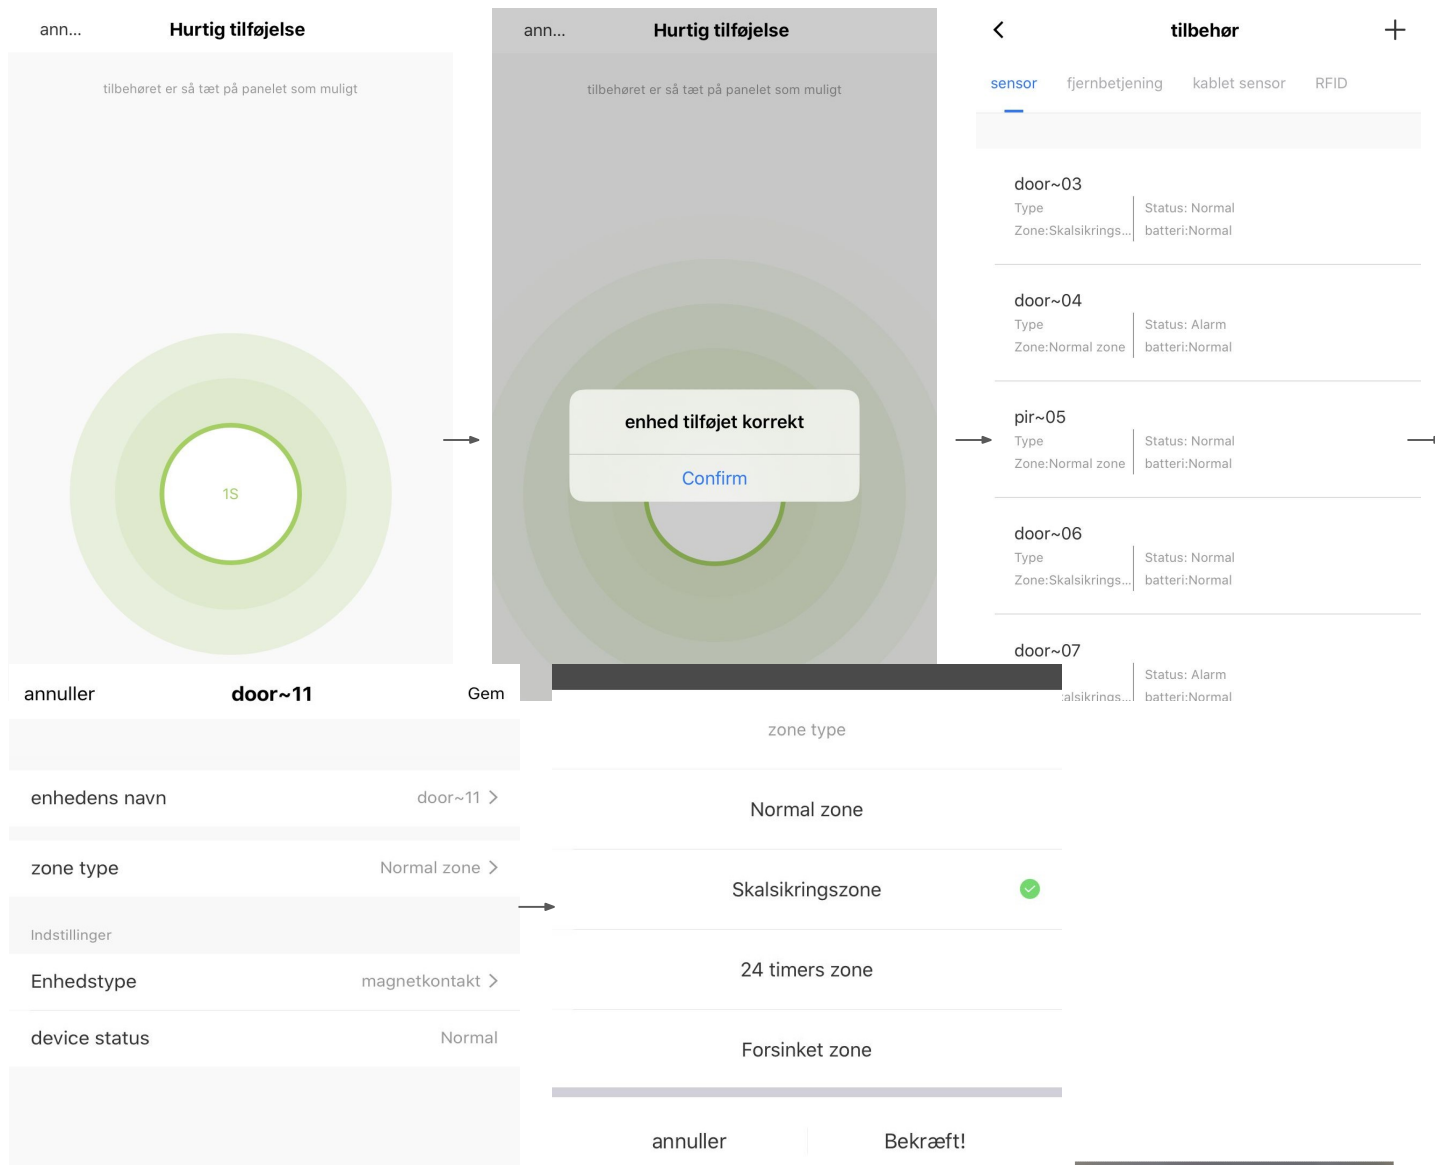 ann...
Hurtig tilføjelse
tilbehøret er så tæt på panelet som muligt
1S
ann...
Hurtig tilføjelse
tilbehøret er så tæt på panelet som muligt
enhed tilføjet korrekt
Confirm
tilbehør
sensor fjernbetjening kablet sensor RFID
door~03
Type Status: Normal
Zone:Skalsikrings... batteri:Normal
door~04
Type Status: Alarm
Zone:Normal zone batteri:Normal
pir~05
Type Status: Normal
Zone:Normal zone batteri:Normal
door~06
Type Status: Normal
Zone:Skalsikrings... batteri:Normal
door~07
Status: Alarm
alsikrings... batteri:Normal
annuller door~11 Gem
enhedens navn door~11
zone type Normal zone
Indstillinger
Enhedstype magnetkontakt
device status Normal
zone type
Normal zone
Skalsikringszone
24 timers zone
Forsinket zone
annuller Bekræft!